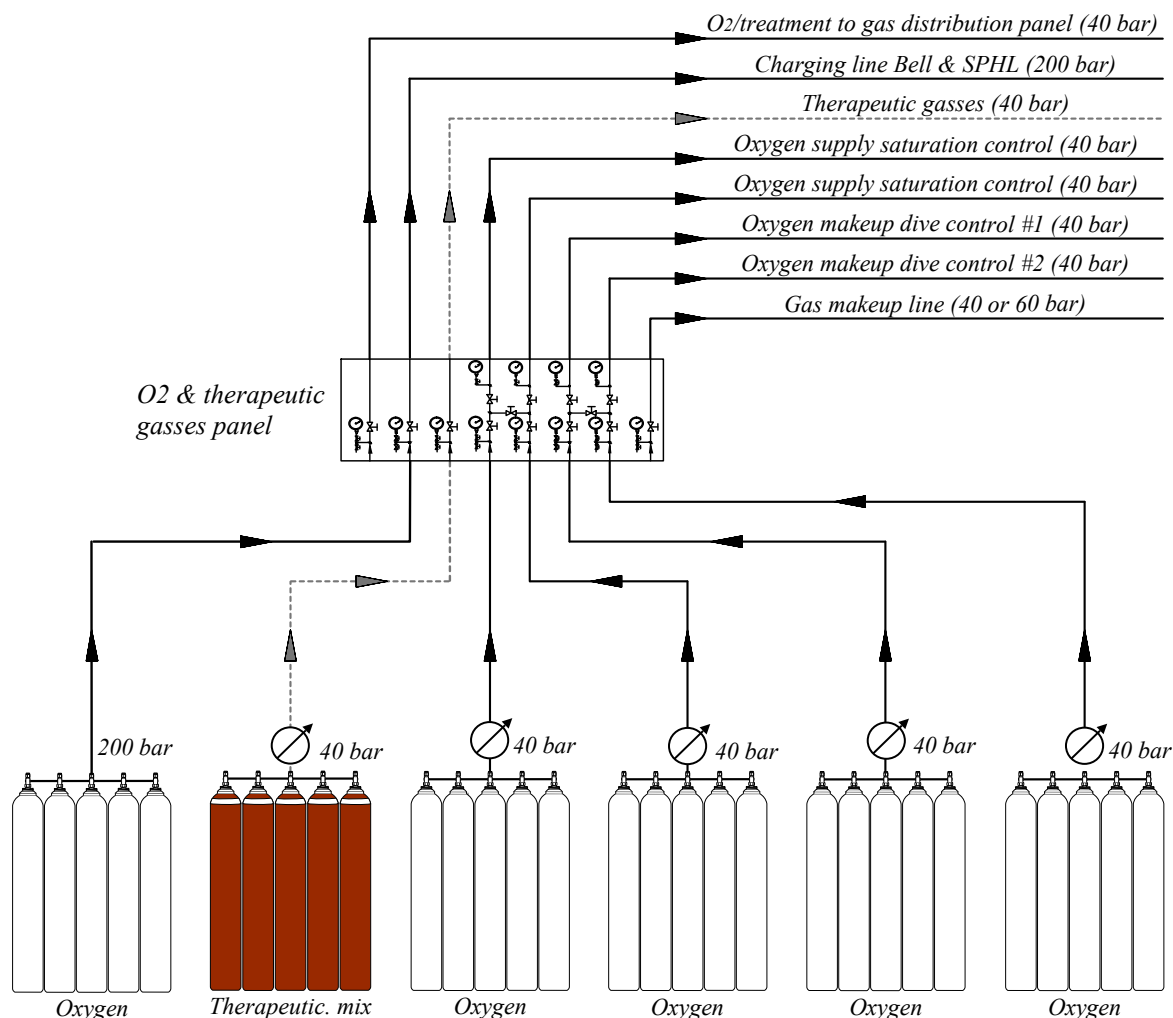 O2/treatment to gas distribution panel (40 bar)
Charging line Bell & SPHL (200 bar)
Therapeutic gasses (40 bar)
Oxygen supply saturation control (40 bar)
Oxygen supply saturation control (40 bar)
Oxygen makeup dive control #1 (40 bar)
Oxygen makeup dive control #2 (40 bar)
Gas makeup line (40 or 60 bar)
O2 & therapeutic
gasses panel
200 bar
40 bar
40 bar
40 bar
40 bar
40 bar
Oxygen
Therapeutic. mix
Oxygen
Oxygen
Oxygen
Oxygen